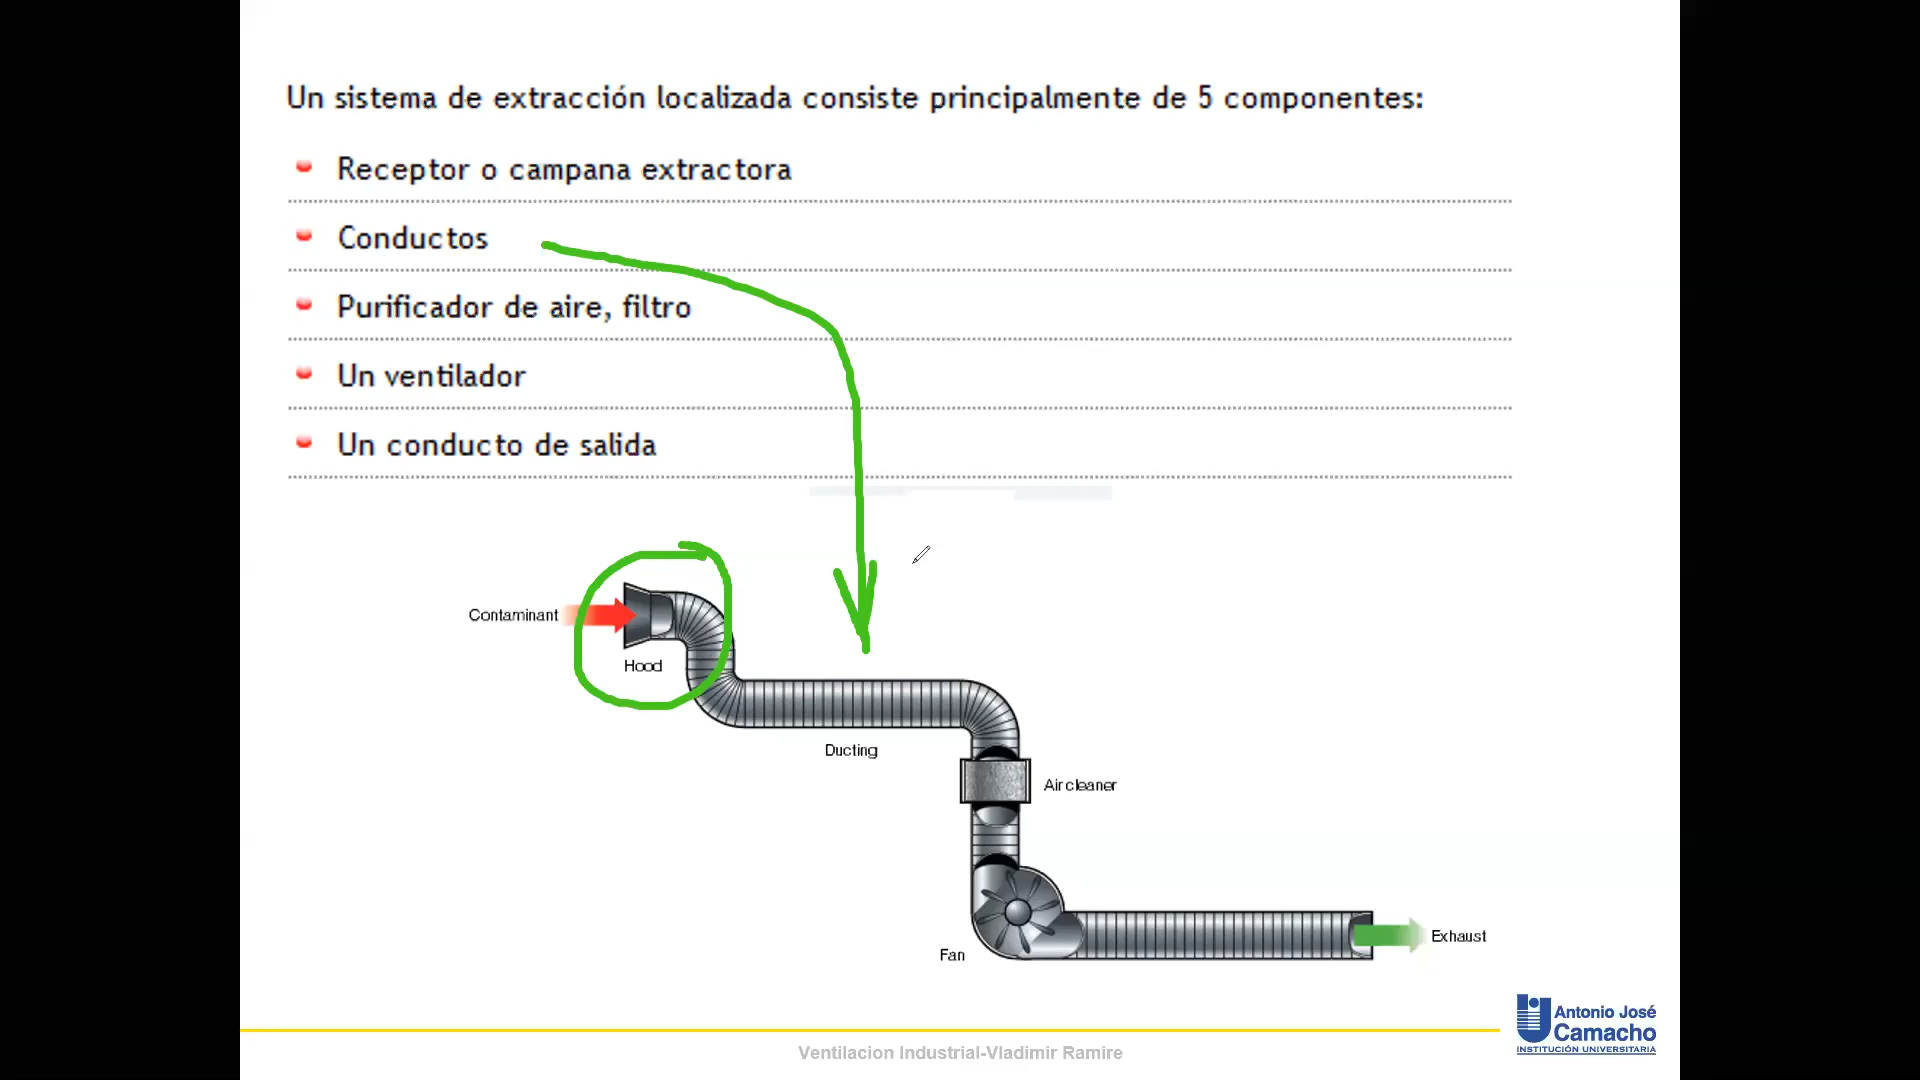 Un sistema de extracción localizada consiste principalmente de 5 componentes:
Receptor o campana extractora
Conductos
Purificador de aire, filtro
Un ventilador
Un conducto de salida
Contaminant
Hood
Ducting
Air cleaner
Fan
Exhaust
Antonio José
Camacho
INSTITUCIÓN UNIVERSITARIA
Ventilacion Industrial-Vladimir Ramire